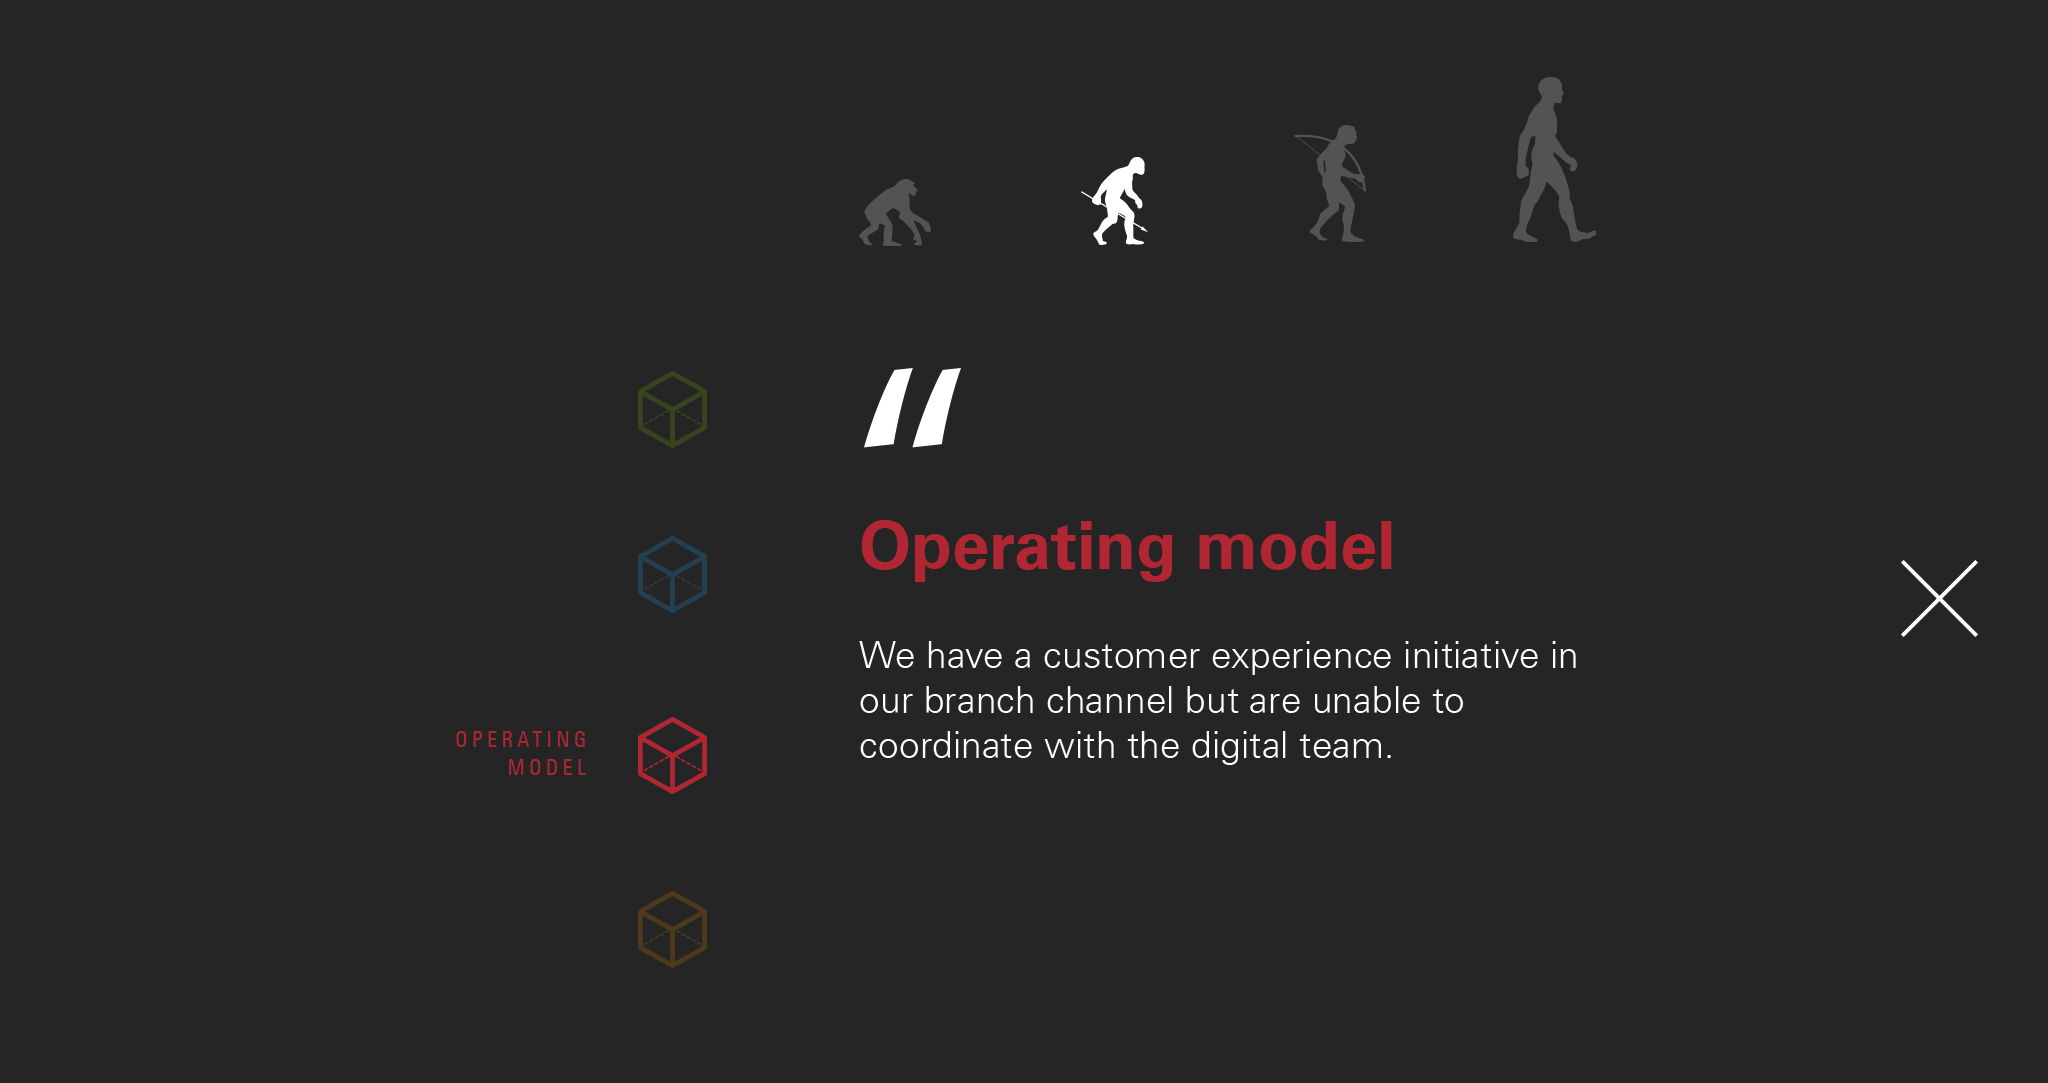 “
OPERATING
MODEL
Operating model
We have a customer experience initiative in
our branch channel but are unable to
coordinate with the digital team.